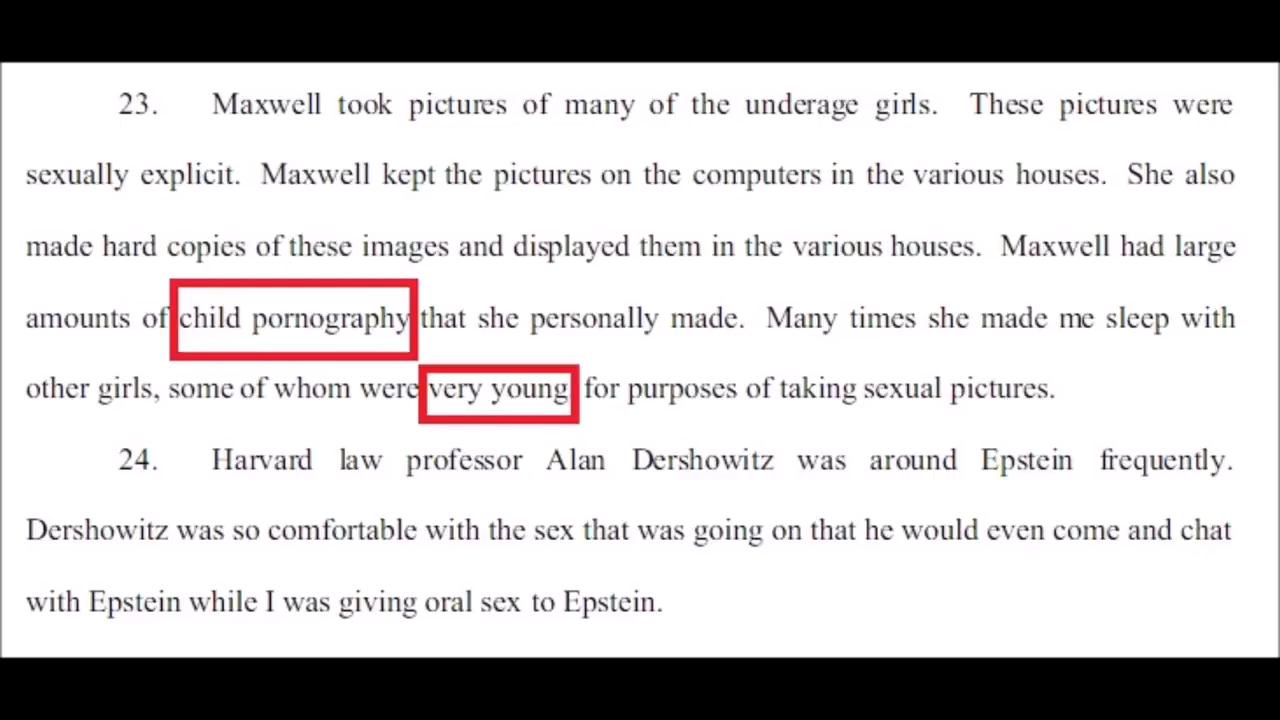 23. Maxwell took pictures of many of the underage girls. These pictures were
sexually explicit. Maxwell kept the pictures on the computers in the various houses. She also
made hard copies of these images and displayed them in the various houses. Maxwell had large
amounts of child pornography that she personally made. Many times she made me sleep with
other girls, some of whom were very young, for purposes of taking sexual pictures.
24. Harvard law professor Alan Dershowitz was around Epstein frequently.
Dershowitz was so comfortable with the sex that was going on that he would even come and chat
with Epstein while I was giving oral sex to Epstein.